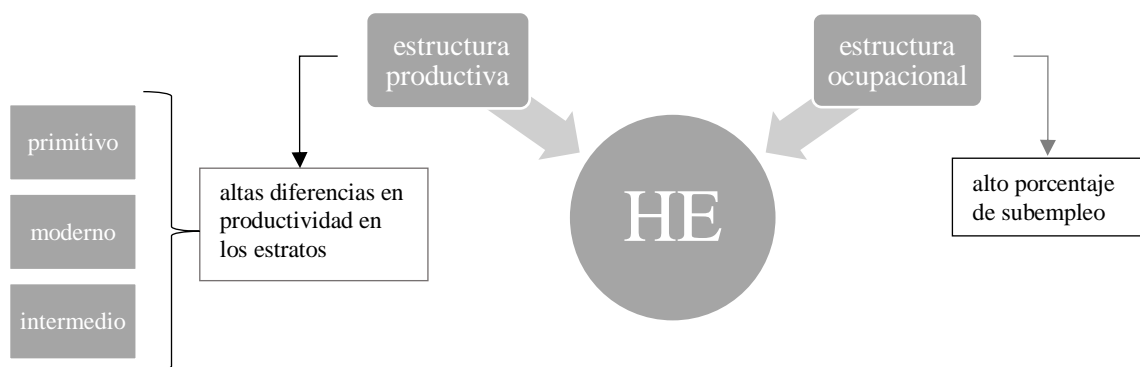 estructura
productiva
estructura
ocupacional
primitivo
moderno
intermedio
altas diferencias en
productividad en
los estratos
HE
alto porcentaje
de subempleo